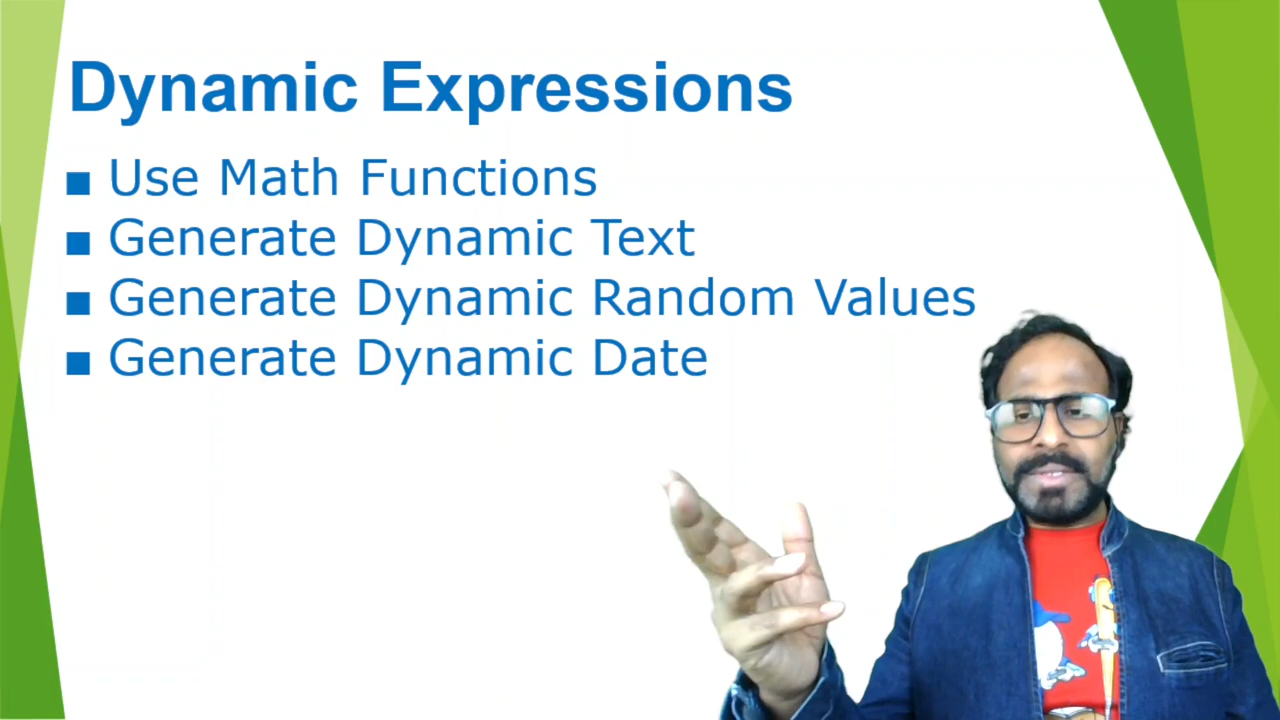 Dynamic Expressions
■ Use Math Functions
■ Generate Dynamic Text
■ Generate Dynamic Random Values
■ Generate Dynamic Date